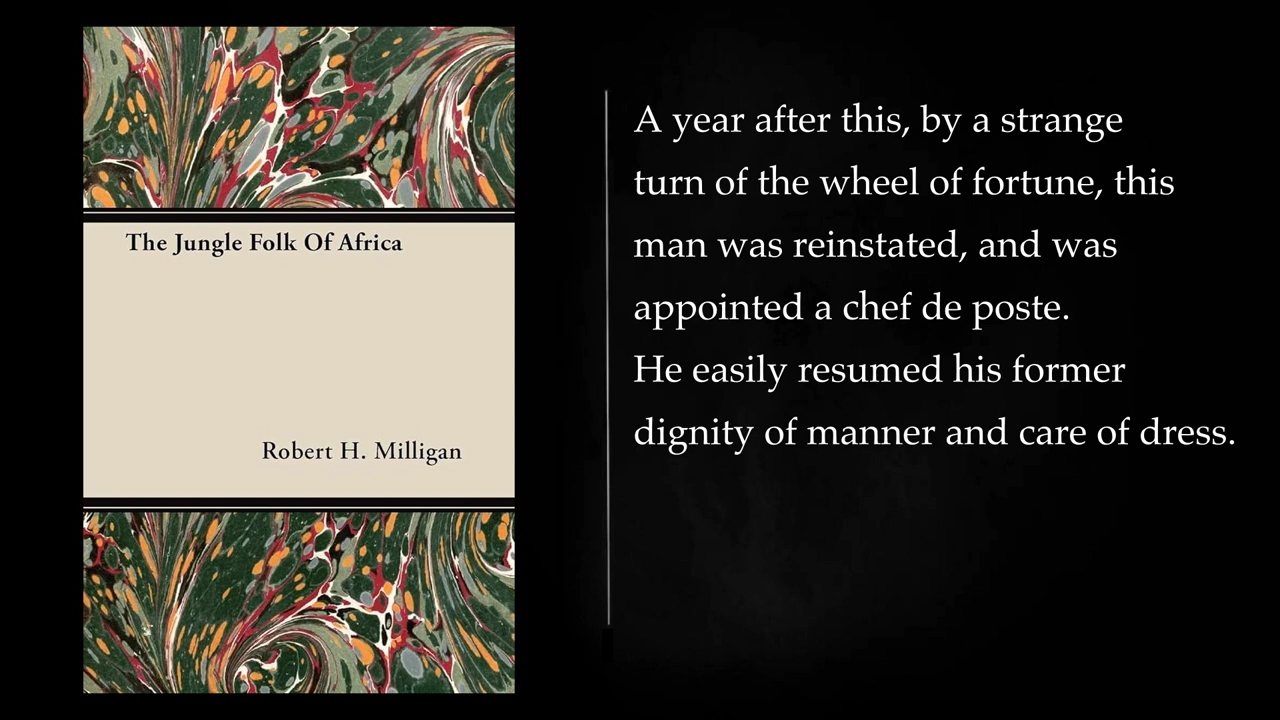 The Jungle Folk Of Africa
Robert H. Milligan
A year after this, by a strange
turn of the wheel of fortune, this
man was reinstated, and was
appointed a chef de poste.
He easily resumed his former
dignity of manner and care of dress.